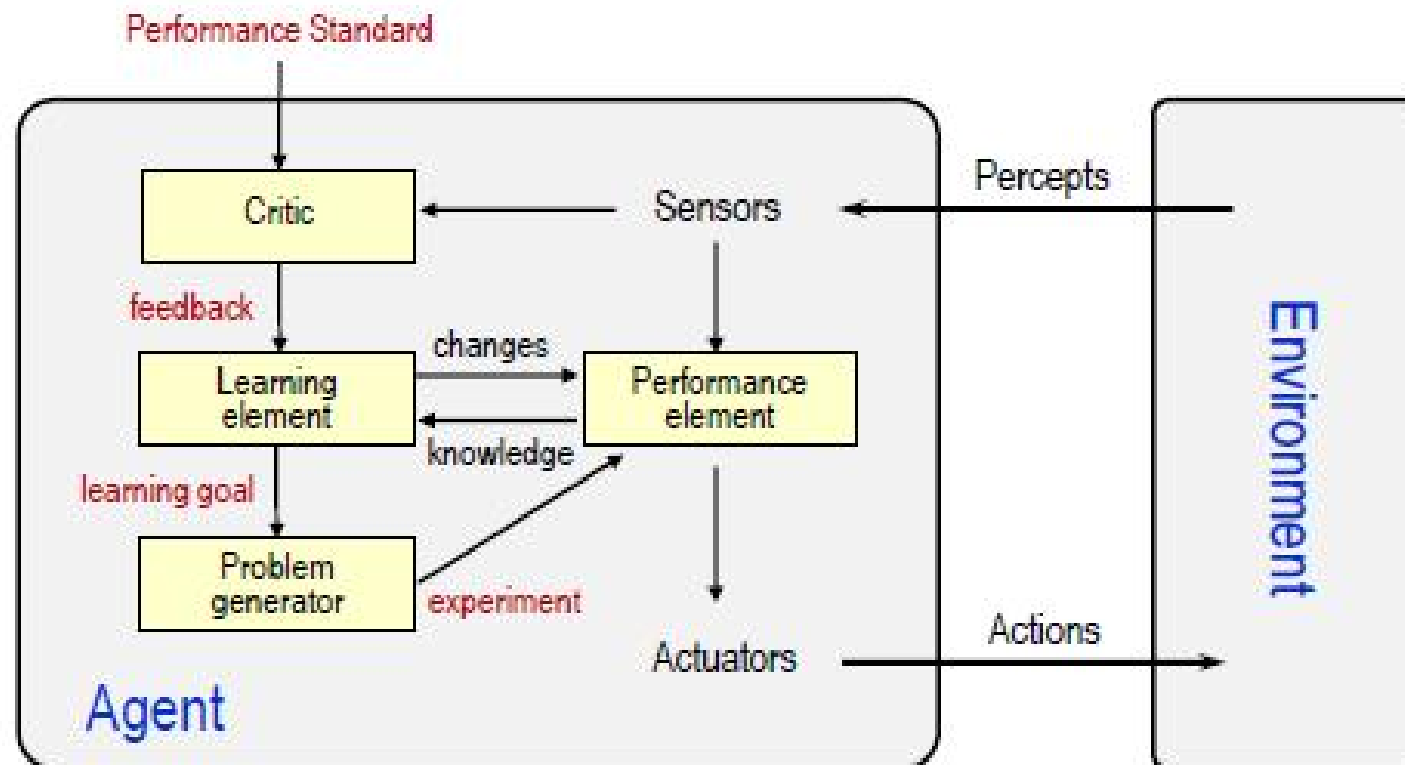 Performance Standard
Critic
Sensors
Percepts
feedback
changes
Learning
element
Performance
element
knowledge
learning goal
Problem
generator
experiment
Environment
Actions
Actuators
Agent